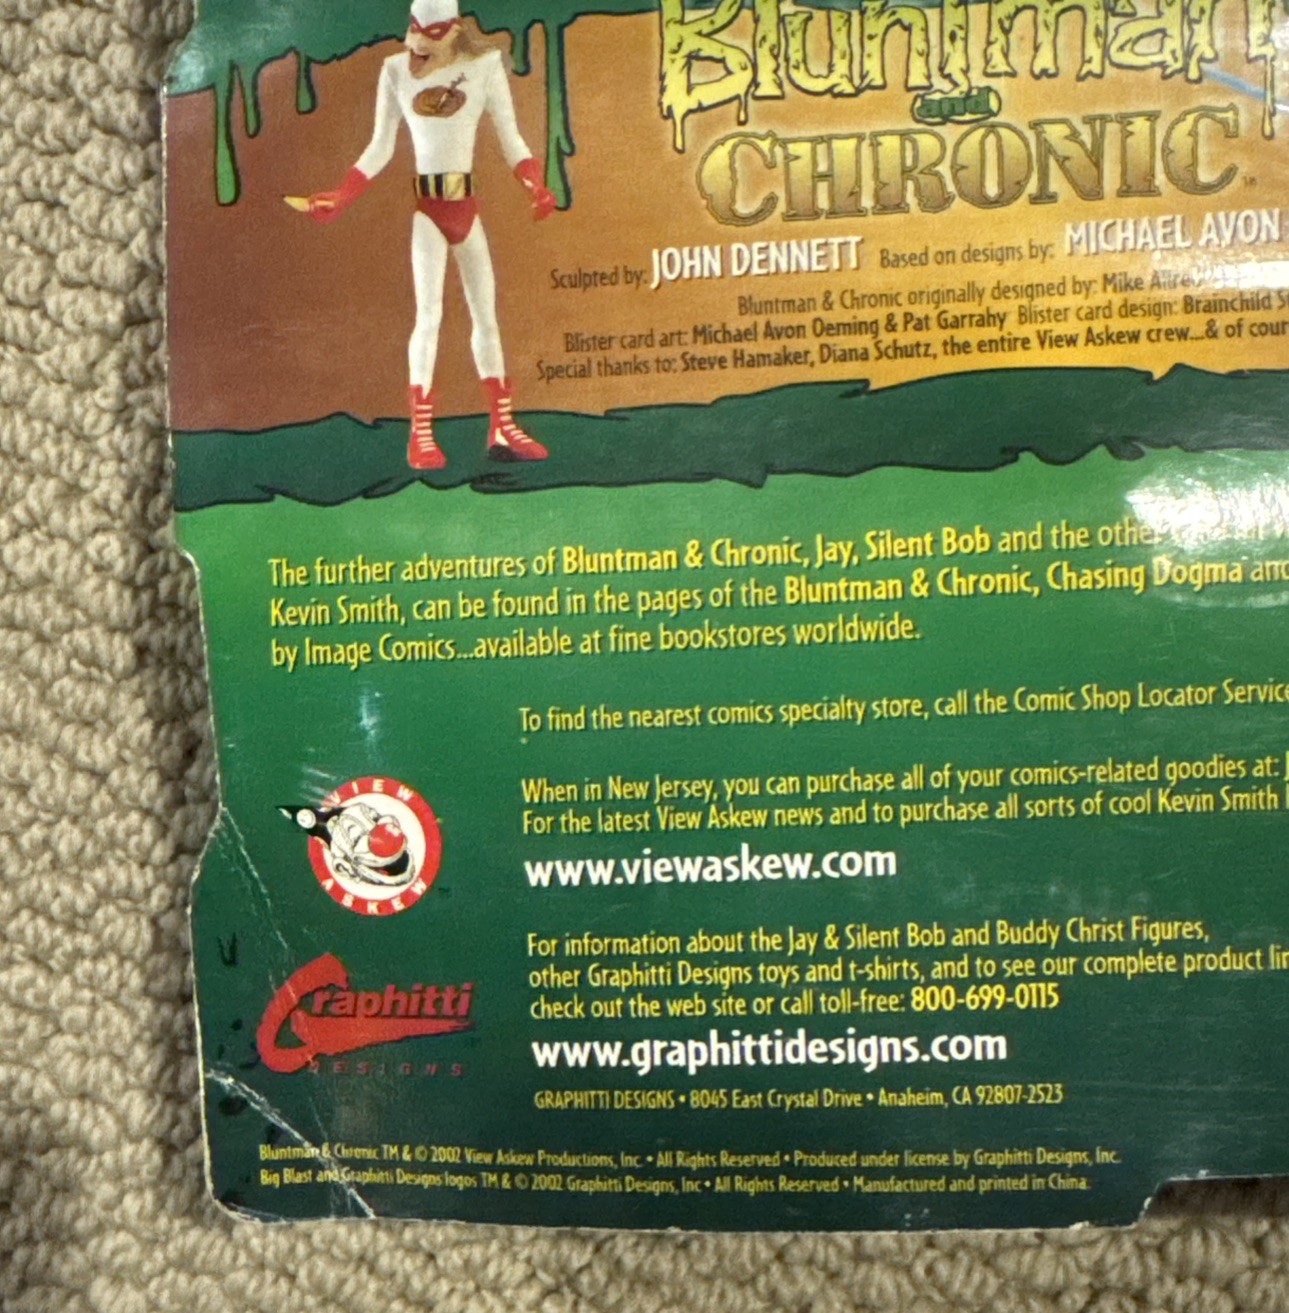 Bluntman
and
CHRONIC
Sculpted by: JOHN DENNETT Based on designs by: MICHAEL AVON
Bluntman & Chronic originally designed by: Mike
Blister card art: Michael Avon Oeming & Pat Garrahy Blister card design: Brainchild
Special thanks to: Steve Hamaker, Diana Schutz, the entire View Askew crew...& of
The further adventures of Bluntman & Chronic, Jay, Silent Bob and the
Kevin Smith, can be found in the pages of the Bluntman & Chronic, Chasing Dogma and
by Image Comics...available at fine bookstores worldwide.
To find the nearest comics specialty store, call the Comic Shop Locator Service
When in New Jersey, you can purchase all of your comics-related goodies at:
For the latest View Askew news and to purchase all sorts of cool Kevin Smith
VIEW
ASKEW
www.viewaskew.com
For information about the Jay & Silent Bob and Buddy Christ Figures,
other Graphitti Designs toys and t-shirts, and to see our complete product
check out the web site or call toll-free: 800-699-0115
Graphitti
DESIGNS
www.graphittidesigns.com
GRAPHITTI DESIGNS • 8045 East Crystal Drive • Anaheim, CA 92807-2523
Bluntman & Chronic TM & © 2002 View Askew Productions, Inc. • All Rights Reserved • Produced under license by Graphitti Designs, Inc.
Big Blast and Graphitti Designs logos TM & © 2002 Graphitti Designs, Inc • All Rights Reserved • Manufactured and printed in China.